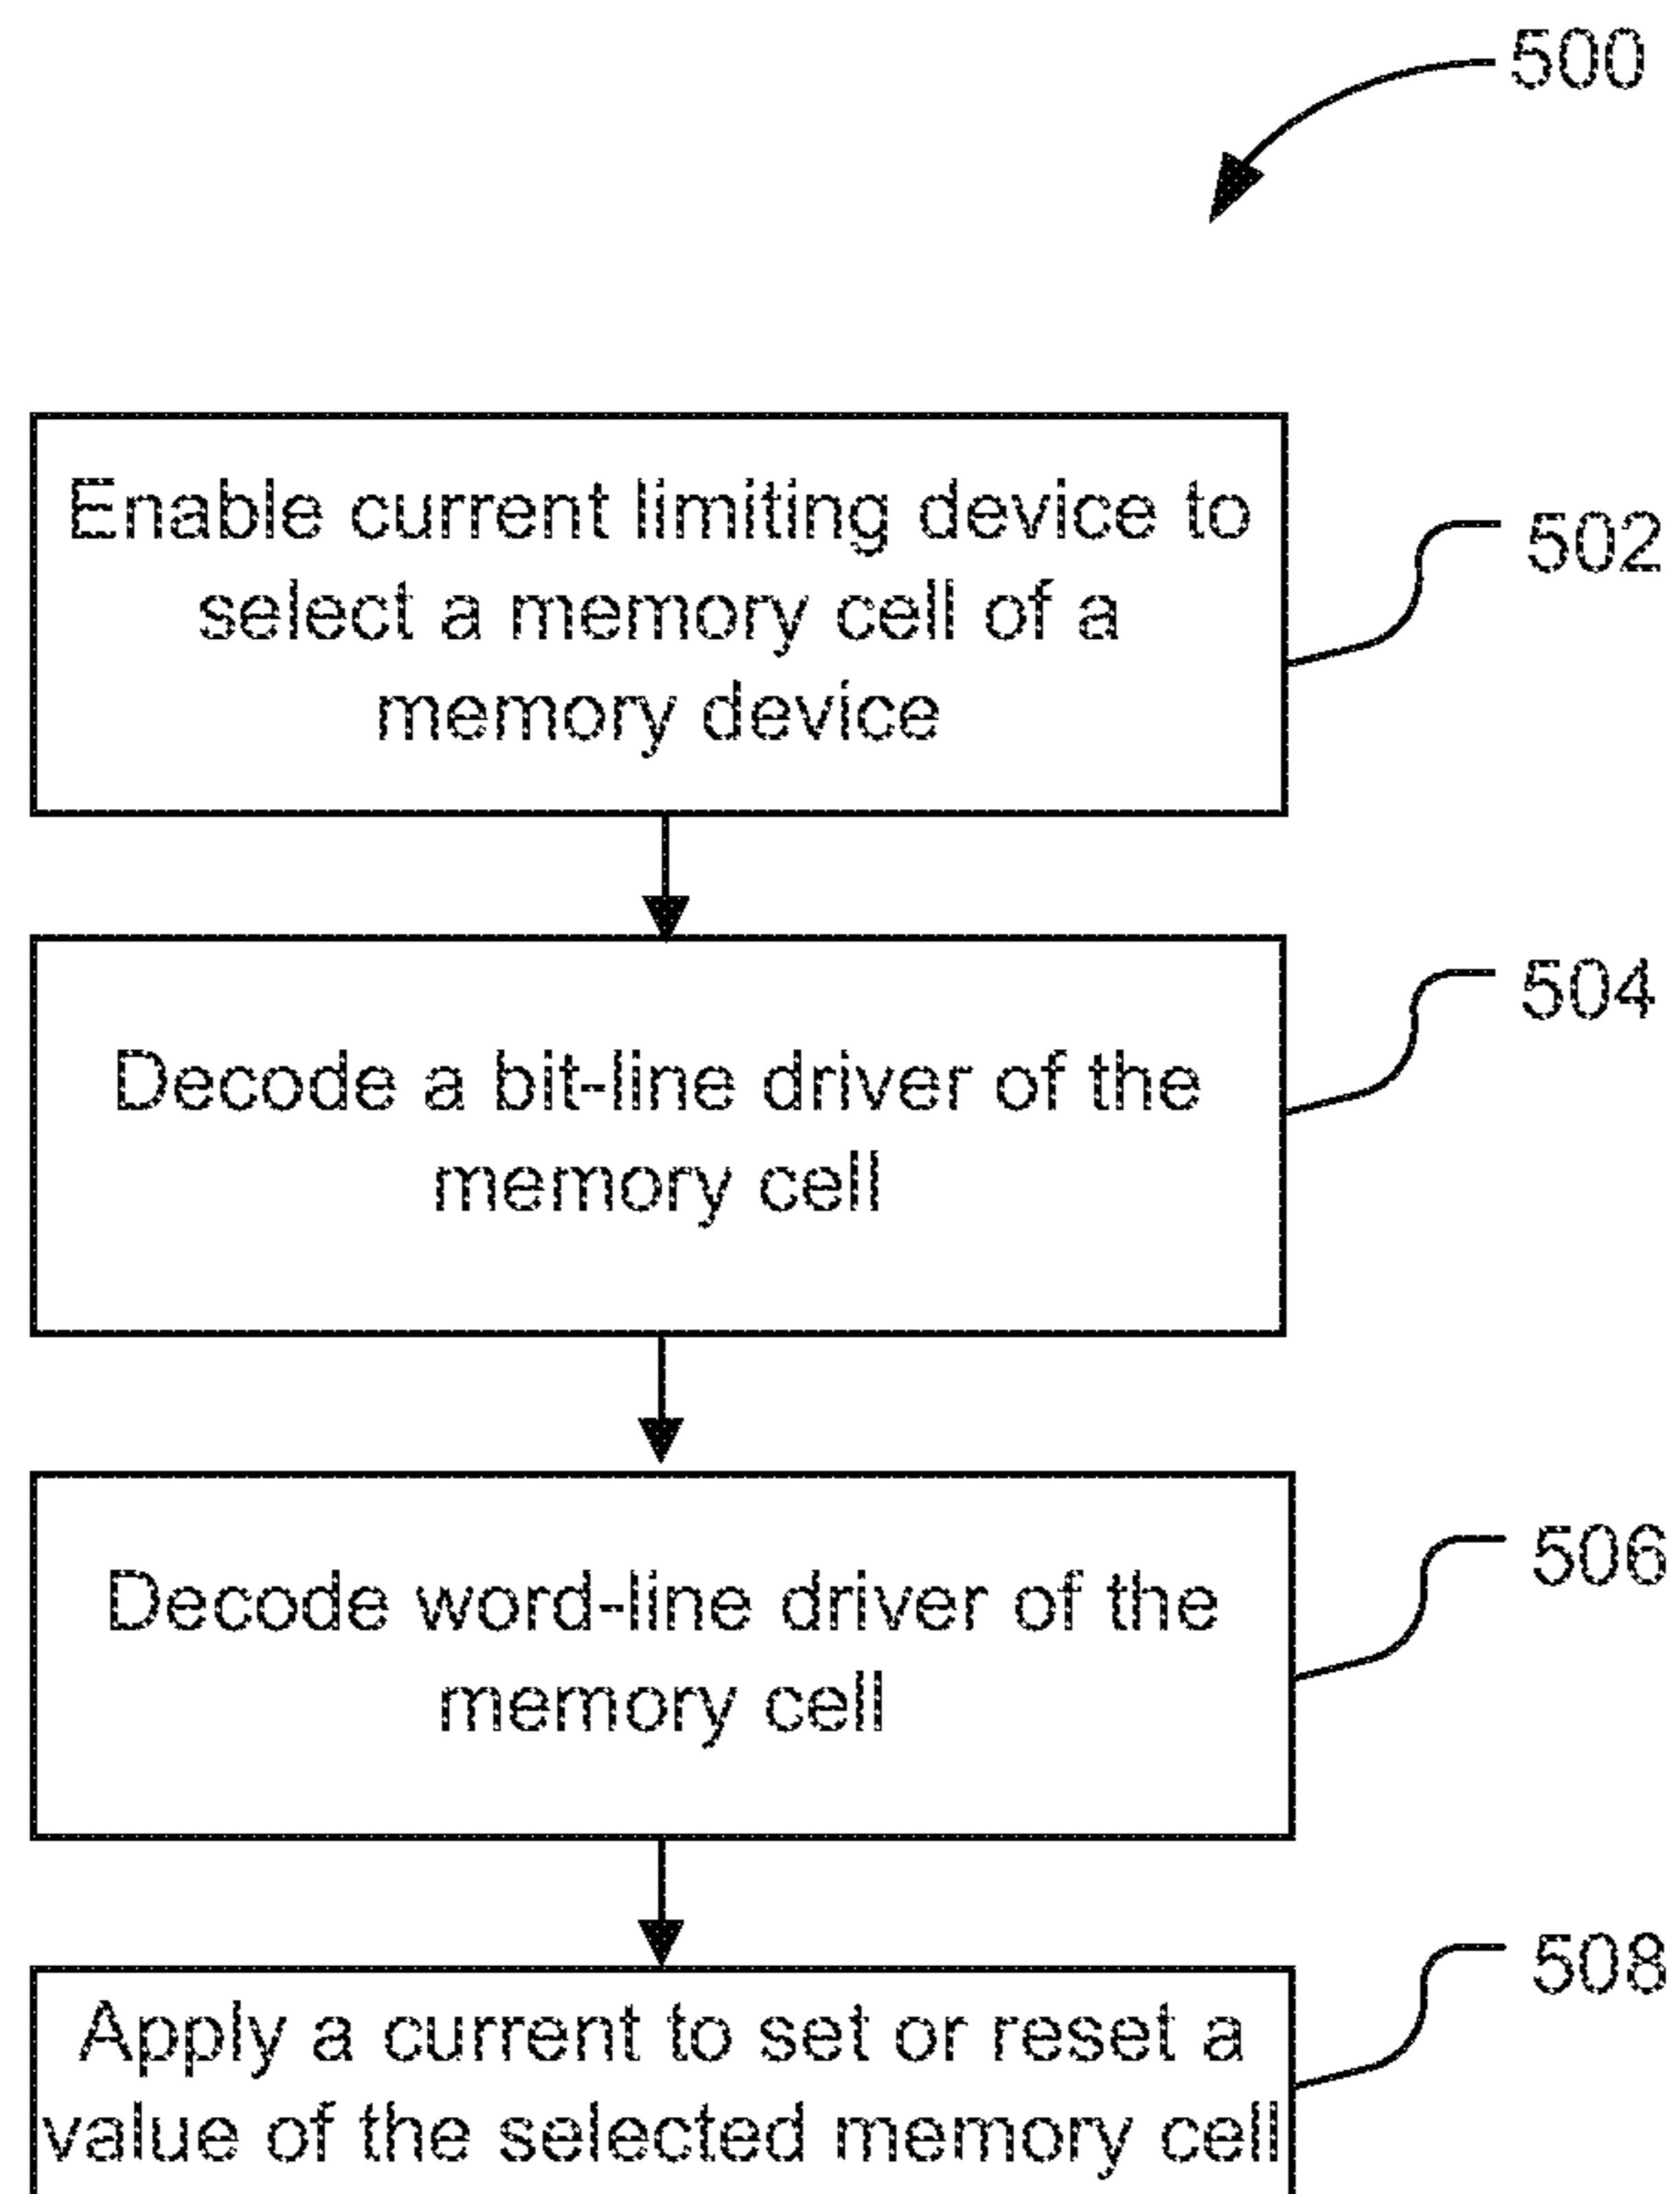 500
Enable current limiting device to
select a memory cell of a
memory device
502
Decode a bit-line driver of the
memory cell
504
Decode word-line driver of the
memory cell
506
Apply a current to set or reset a
value of the selected memory cell
508